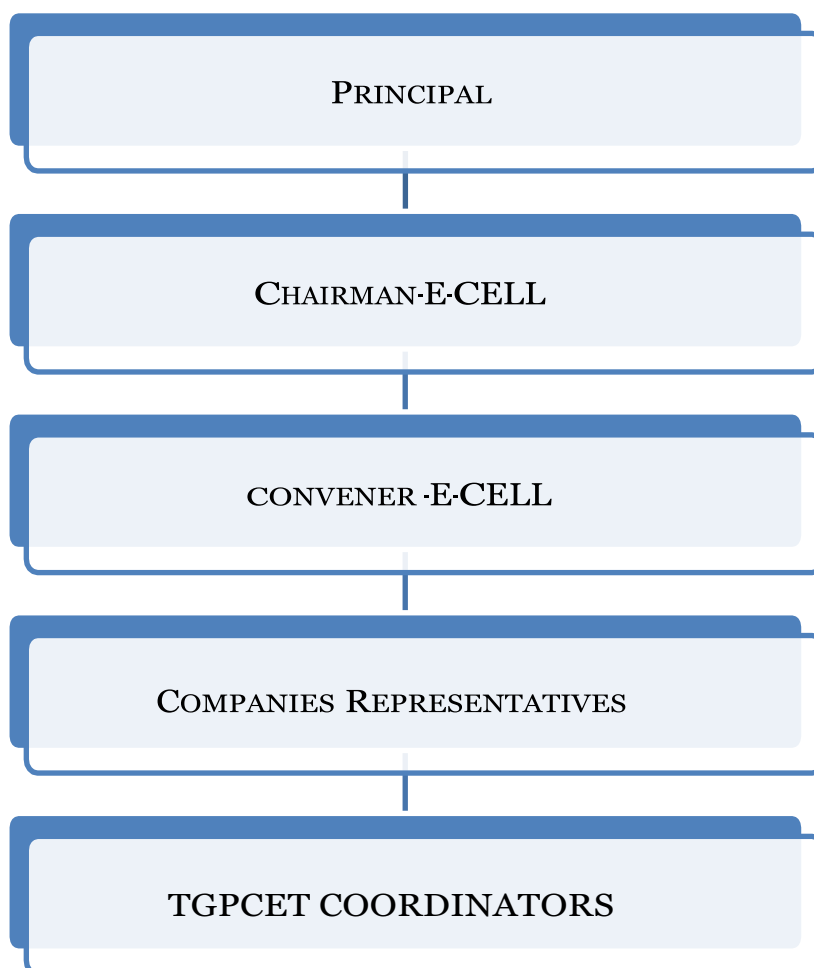 Principal
Chairman-E-CELL
convener -E-CELL
Companies Representatives
TGPCET COORDINATORS